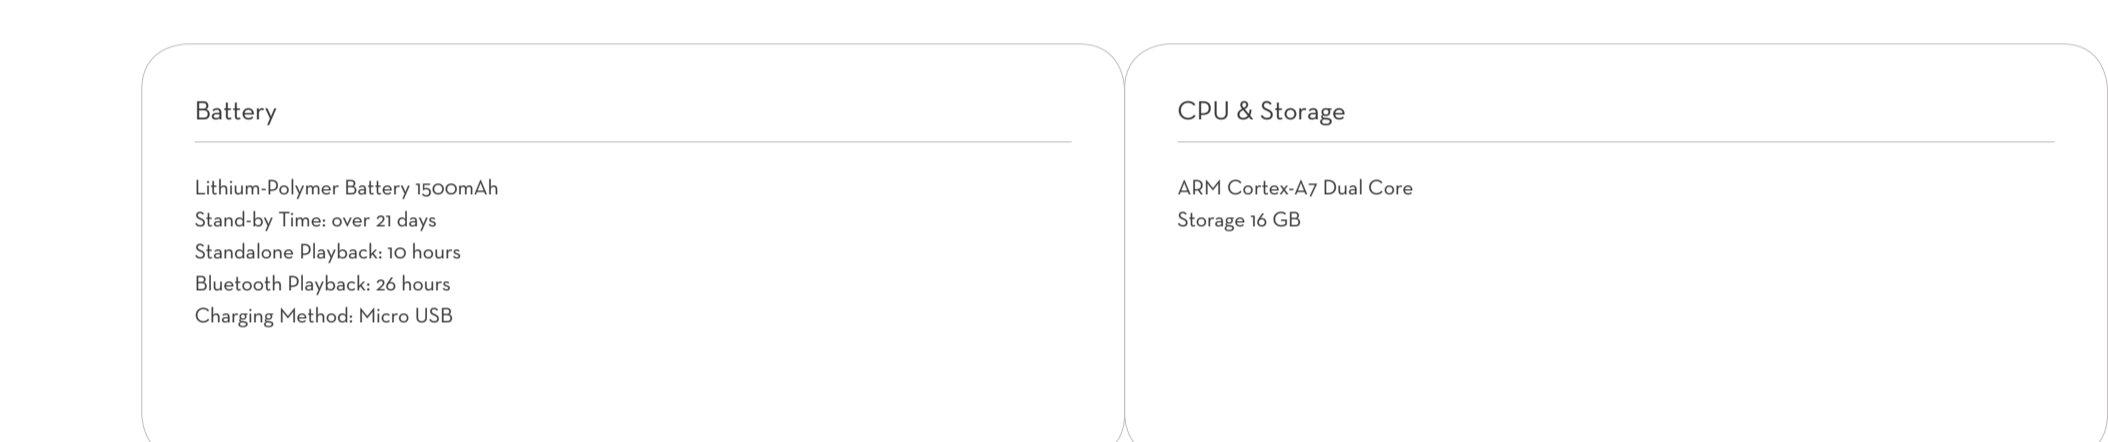 Battery
Lithium-Polymer Battery 1500mAh
Stand-by Time: over 21 days
Standalone Playback: 10 hours
Bluetooth Playback: 26 hours
Charging Method: Micro USB
CPU & Storage
ARM Cortex-A7 Dual Core
Storage 16 GB